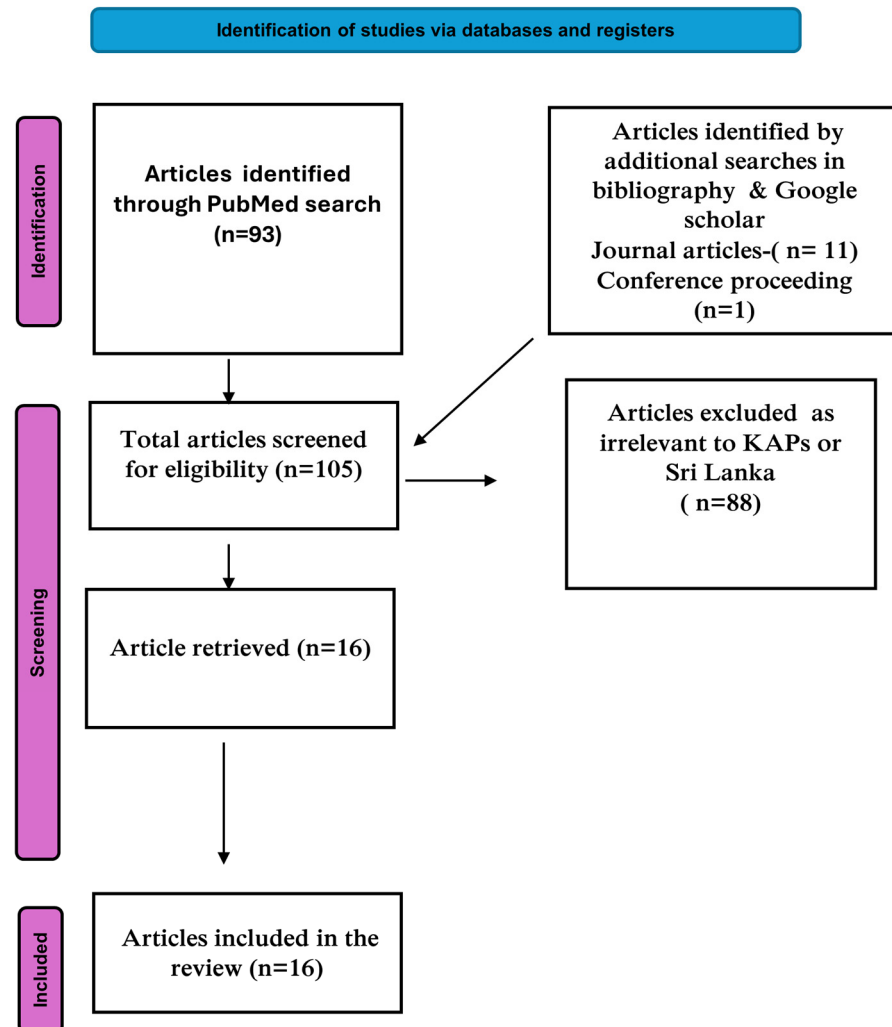 Identification of studies via databases and registers
Identification
Articles identified
through PubMed search
(n=93)
Articles identified by
additional searches in
bibliography & Google
scholar
Journal articles-( n= 11)
Conference proceeding
(n=1)
Screening
Total articles screened
for eligibility (n=105)
Articles excluded as
irrelevant to KAPs or
Sri Lanka
( n=88)
Article retrieved (n=16)
Included
Articles included in the
review (n=16)